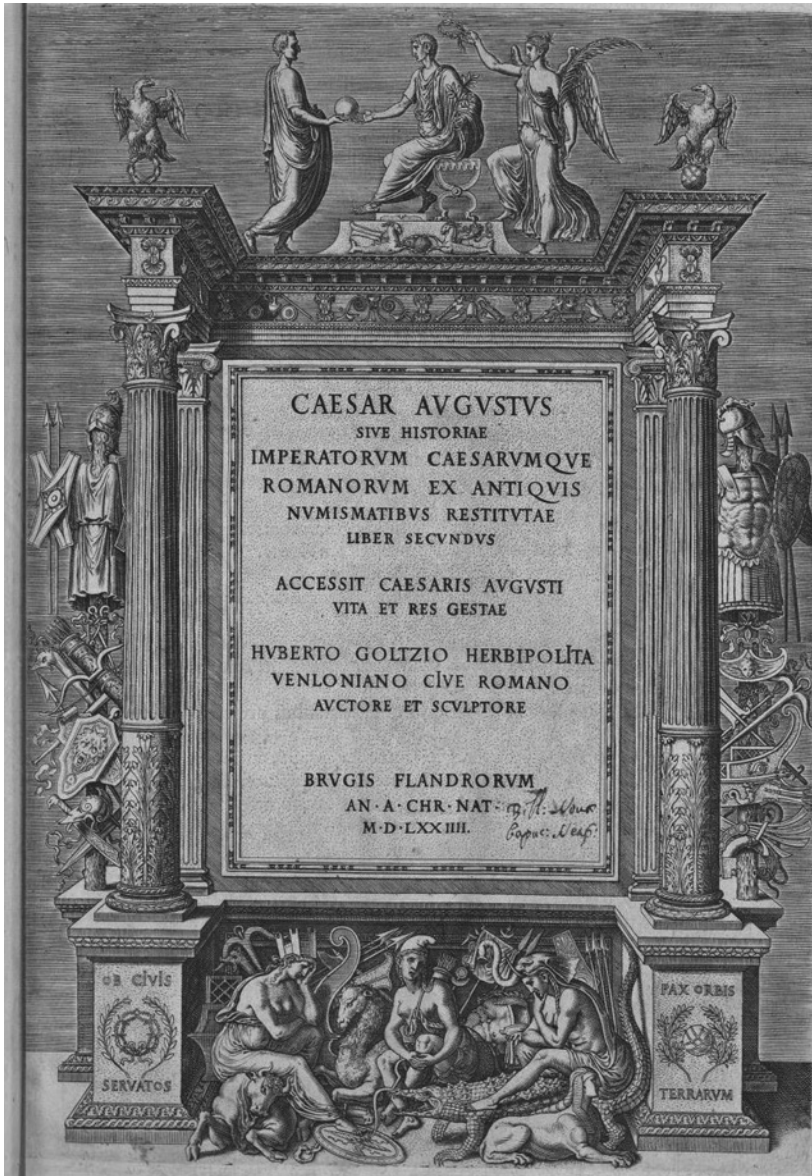 CAESAR AVGVSTVS
SIVE HISTORIAE
IMPERATORVM CAESARVMQVE
ROMANORVM EX ANTIQVIS
NVMISMATIBVS RESTITVTAE
LIBER SECVNDVS
ACCESSIT CAESARIS AVGVSTI
VITA ET RES GESTAE
HVBERTO GOLTZIO HERBIPOLITA
VENLONIANO CIVE ROMANO
AVCTORE ET SCVLPTORE
BRVGIS FLANDRORVM
AN·A·CHR·NAT·
M·D·LXXIIII.
OB CIVIS
SERVATOS
PAX ORBIS
TERRARVM